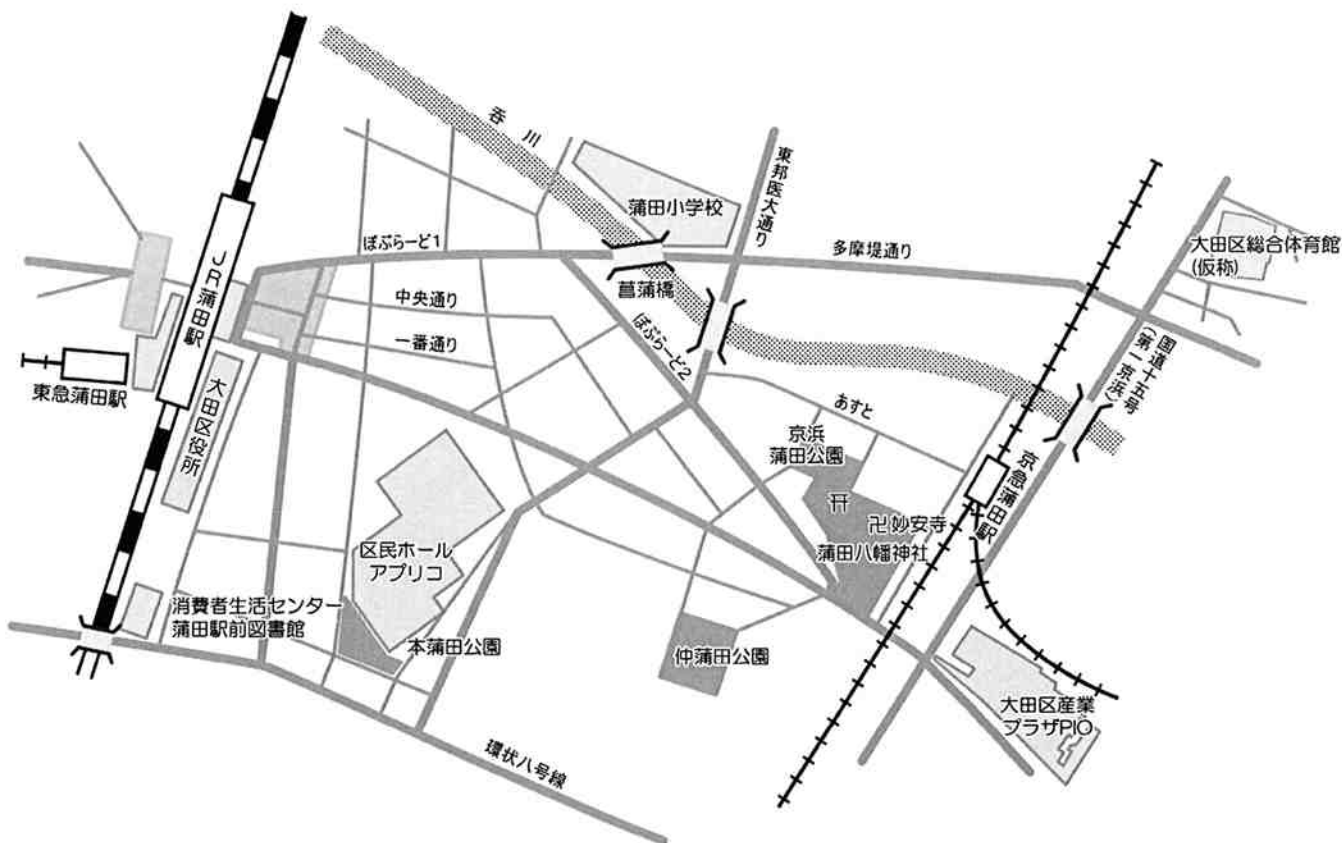 呑川
東邦医大通り
蒲田小学校
ぽぷらーど1
多摩堤通り
大田区総合体育館
(仮称)
JR蒲田駅
中央通り
菖蒲橋
一番通り
ぽぷらーど2
国道十五号
(第一京浜)
東急蒲田駅
大田区役所
あすと
京浜
蒲田公園
京急蒲田駅
卍妙安寺
蒲田八幡神社
区民ホール
アプリコ
消費者生活センター
蒲田駅前図書館
本蒲田公園
仲蒲田公園
大田区産業
プラザPIO
環状八号線